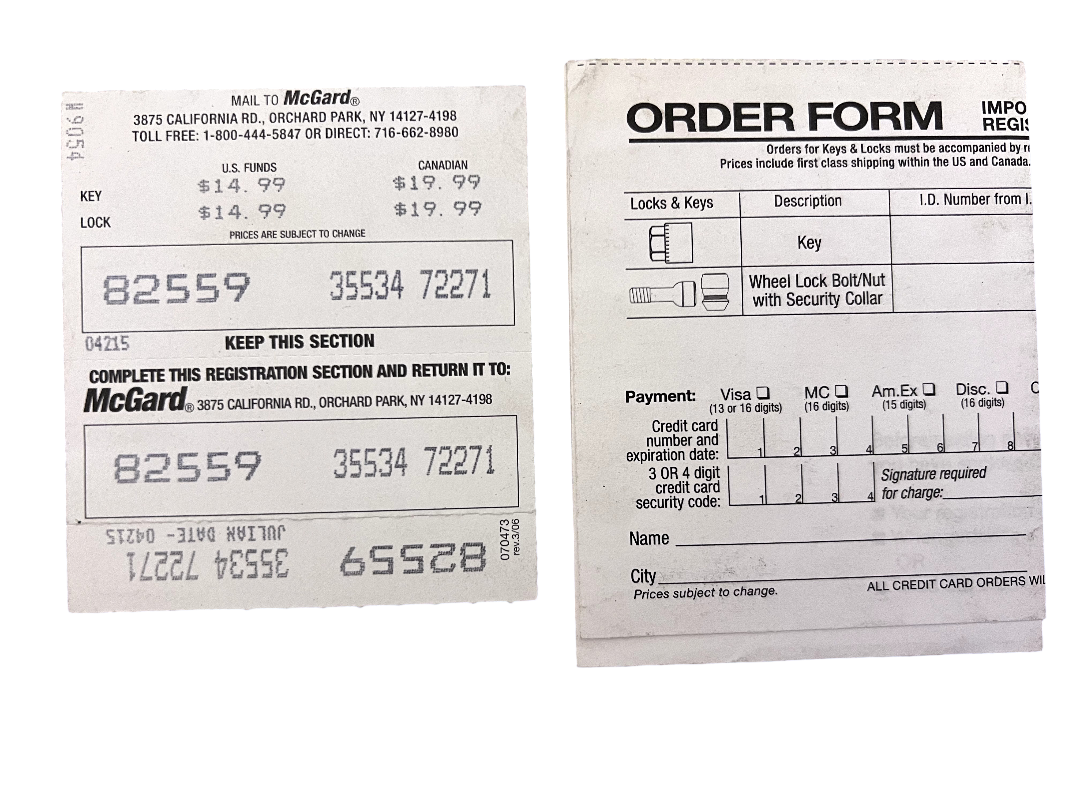 N9054
MAIL TO McGard®
3875 CALIFORNIA RD., ORCHARD PARK, NY 14127-4198
TOLL FREE: 1-800-444-5847 OR DIRECT: 716-662-8980
U.S. FUNDS CANADIAN
KEY $14.99 $19.99
LOCK $14.99 $19.99
PRICES ARE SUBJECT TO CHANGE
82559 35534 72271
04215 KEEP THIS SECTION
COMPLETE THIS REGISTRATION SECTION AND RETURN IT TO:
McGard® 3875 CALIFORNIA RD., ORCHARD PARK, NY 14127-4198
82559 35534 72271
JULIAN DATE- 04215
82559 35534 72271
070473
rev.3/06
ORDER FORM
IMPO
REGIS
Orders for Keys & Locks must be accompanied by re
Prices include first class shipping within the US and Canada.
Locks & Keys Description I.D. Number from I.
Key
Wheel Lock Bolt/Nut
with Security Collar
Payment: Visa ❏ MC ❏ Am.Ex ❏ Disc. ❏ C
(13 or 16 digits) (16 digits) (15 digits) (16 digits)
Credit card
number and
expiration date: 1 2 3 4 5 6 7 8
3 OR 4 digit
credit card
security code: 1 2 3 4
Signature required
for charge:
Name
City
Prices subject to change. ALL CREDIT CARD ORDERS WIL